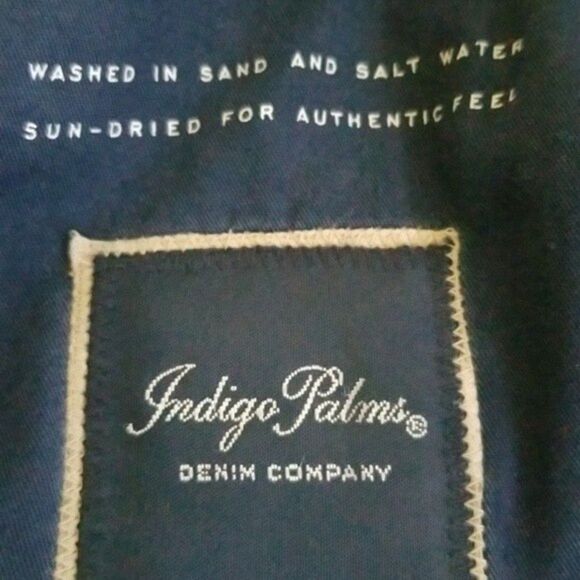 WASHED IN SAND AND SALT WATER
SUN-DRIED FOR AUTHENTIC FEEL
Indigo Palms®
DENIM COMPANY